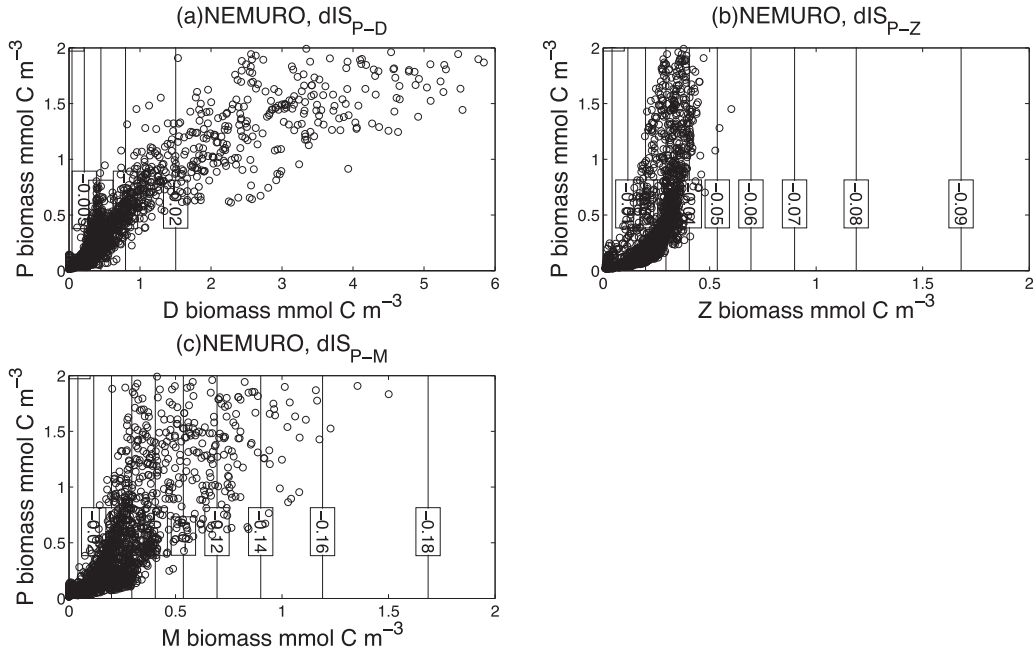 (a)NEMURO, dIS_P−D
P biomass mmol C m⁻³
2
1.5
1
0.5
0
−0.02
0 1 2 3 4 5 6
D biomass mmol C m⁻³
(b)NEMURO, dIS_P−Z
P biomass mmol C m⁻³
2
1.5
1
0.5
0
−0.05
−0.06
−0.07
−0.08
−0.09
0 0.5 1 1.5 2
Z biomass mmol C m⁻³
(c)NEMURO, dIS_P−M
P biomass mmol C m⁻³
2
1.5
1
0.5
0
−0.02
−0.12
−0.14
−0.16
−0.18
0 0.5 1 1.5 2
M biomass mmol C m⁻³